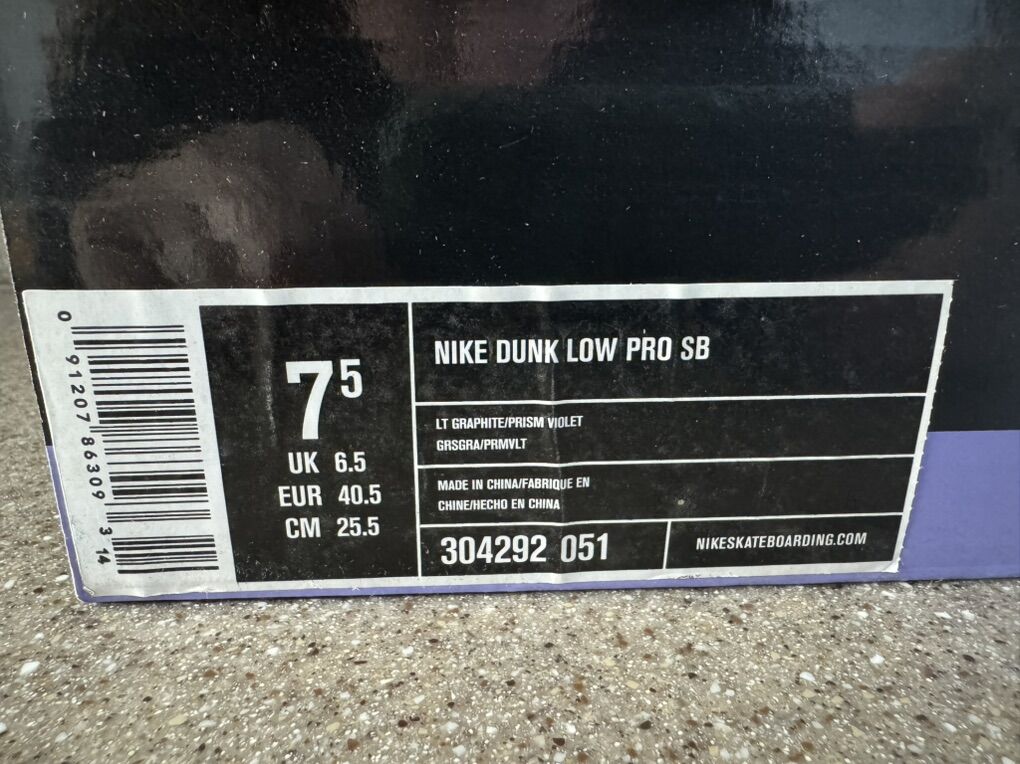 0 91207 86309 3 14
7 5
UK 6.5
EUR 40.5
CM 25.5
NIKE DUNK LOW PRO SB
LT GRAPHITE/PRISM VIOLET
GRSGRA/PRMVLT
MADE IN CHINA/FABRIQUE EN
CHINE/HECHO EN CHINA
304292 051
NIKESKATEBOARDING.COM